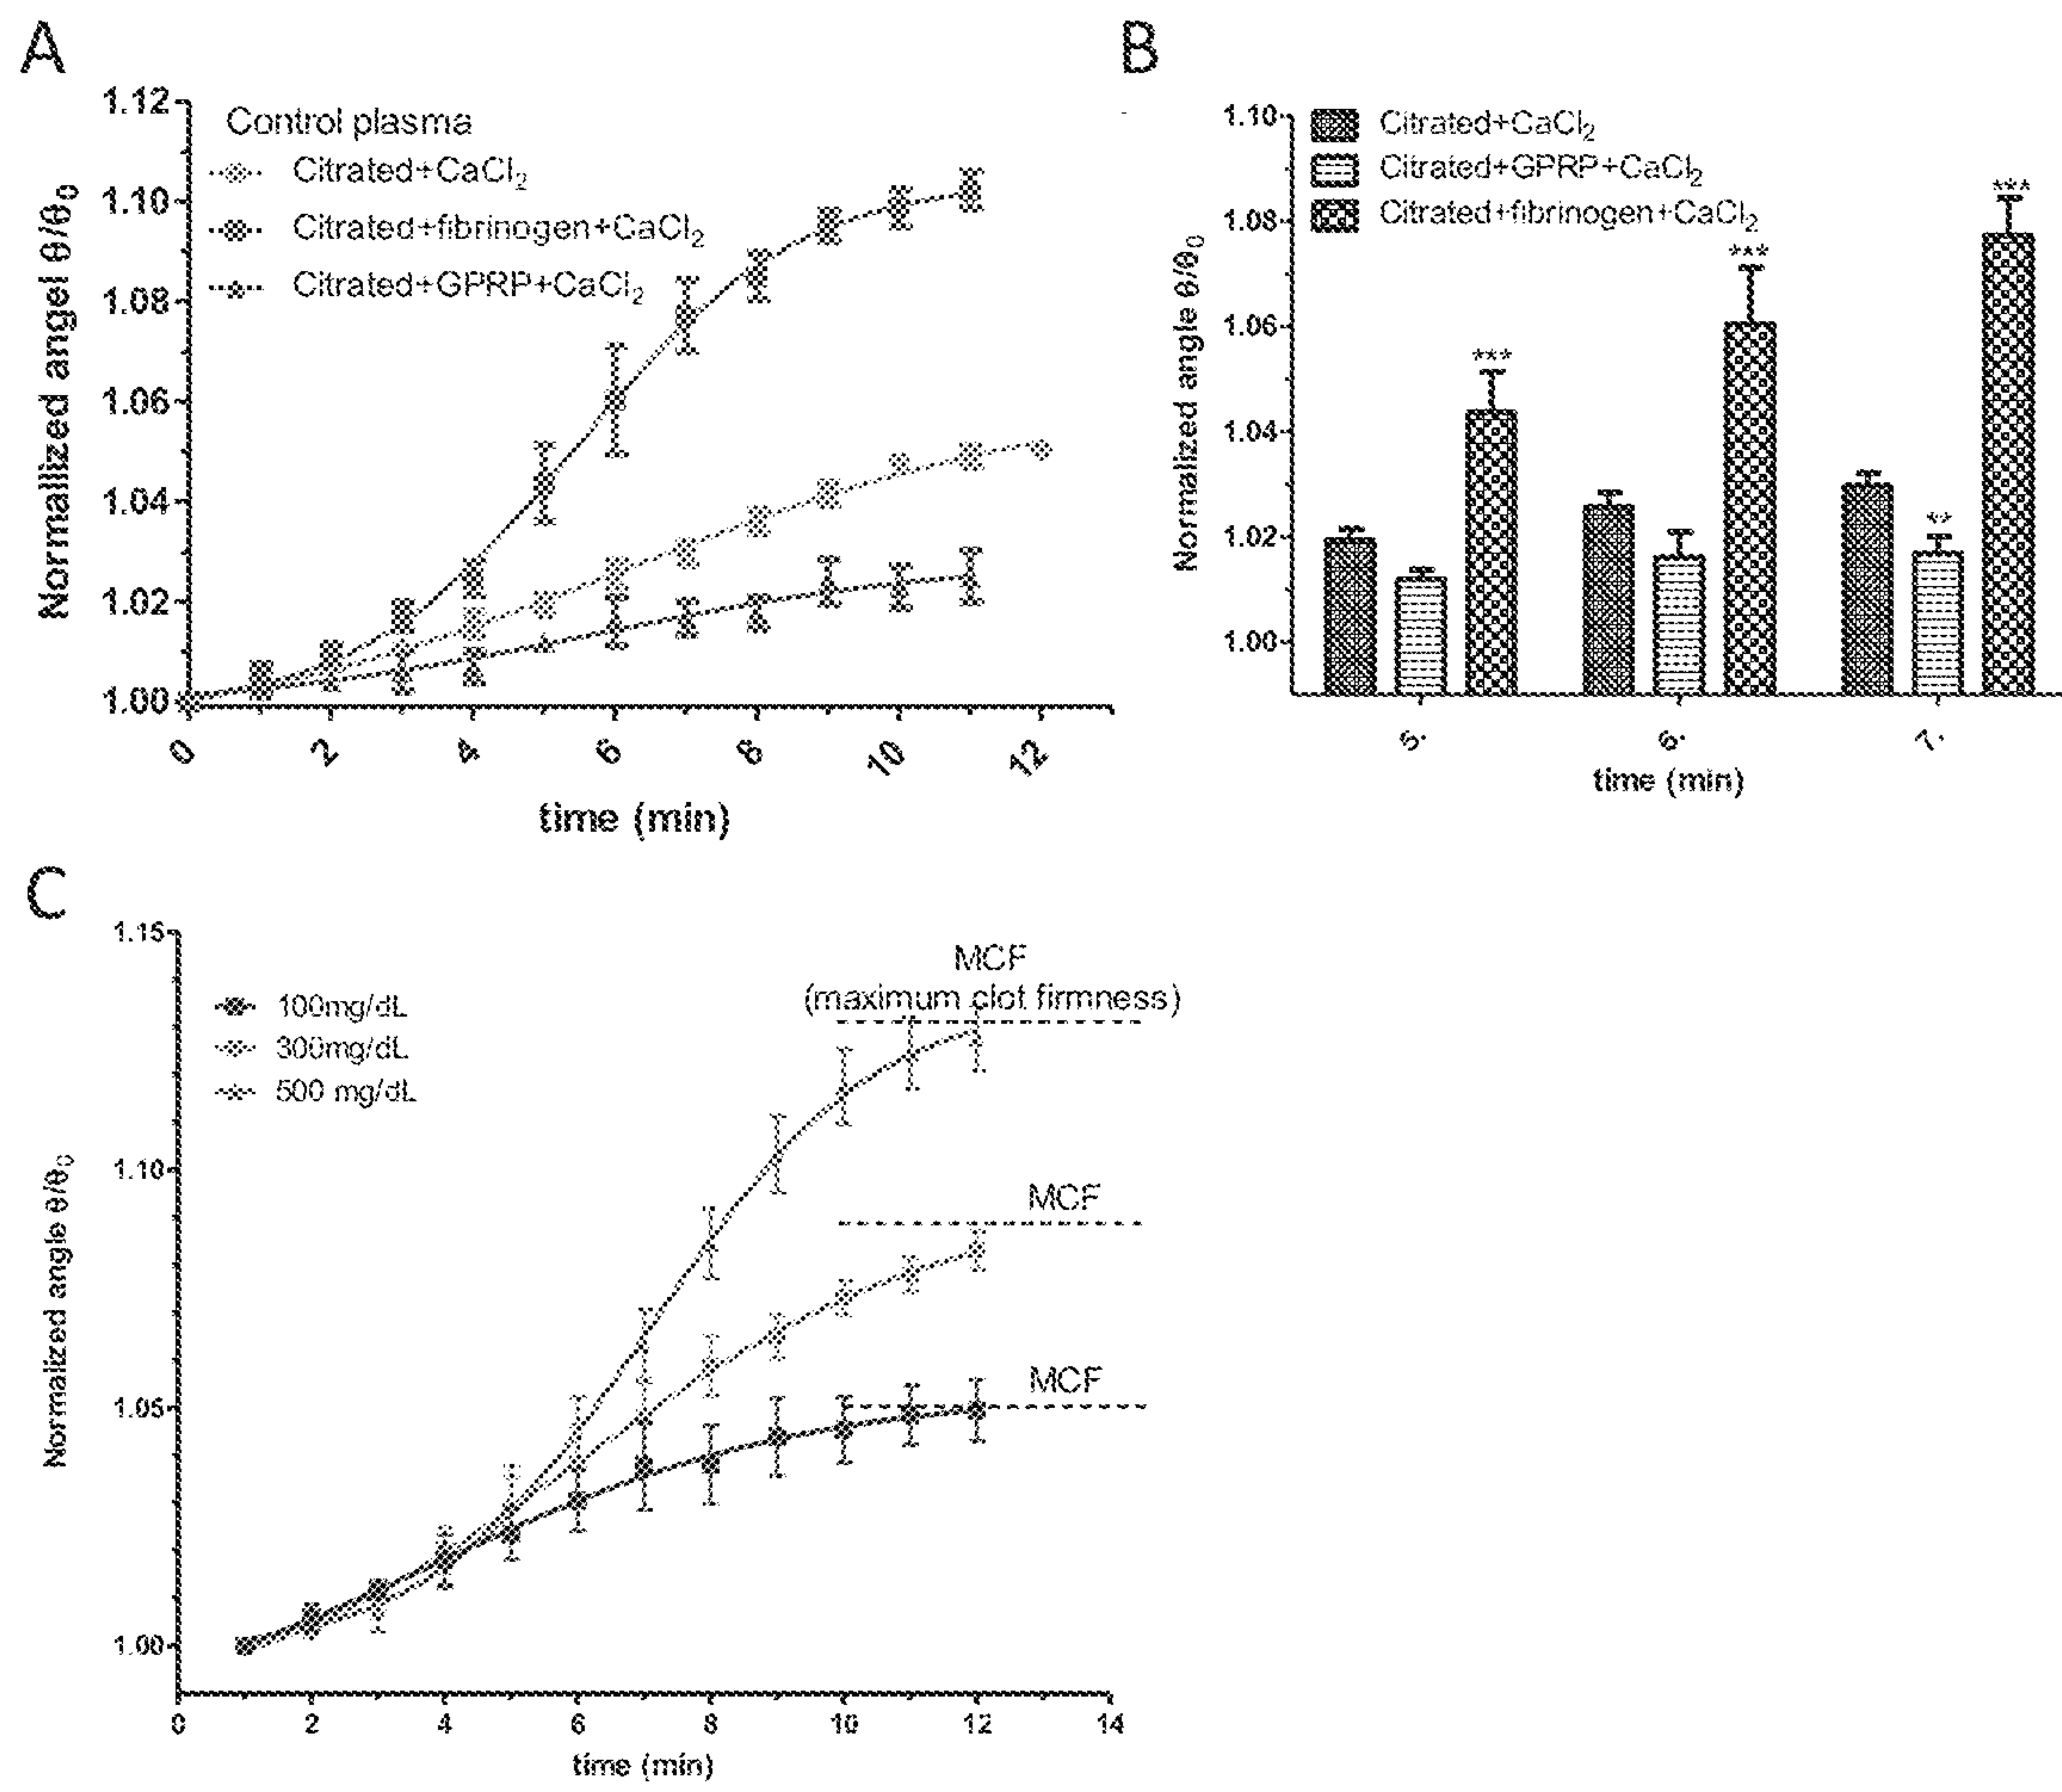 A
1.12
1.10
1.08
1.06
1.04
1.02
1.00
Normalized angel θ/θ₀
Control plasma
Citrated+CaCl₂
Citrated+fibrinogen+CaCl₂
Citrated+GPRP+CaCl₂
0
2
4
6
8
10
12
time (min)
B
1.10
1.08
1.06
1.04
1.02
1.00
Normalized angle θ/θ₀
Citrated+CaCl₂
Citrated+GPRP+CaCl₂
Citrated+fibrinogen+CaCl₂
***
***
**
***
5.
6.
7.
time (min)
C
1.15
1.10
1.05
1.00
Normalized angle θ/θ₀
100mg/dL
300mg/dL
500 mg/dL
MCF
(maximum clot firmness)
MCF
MCF
0
2
4
6
8
10
12
14
time (min)